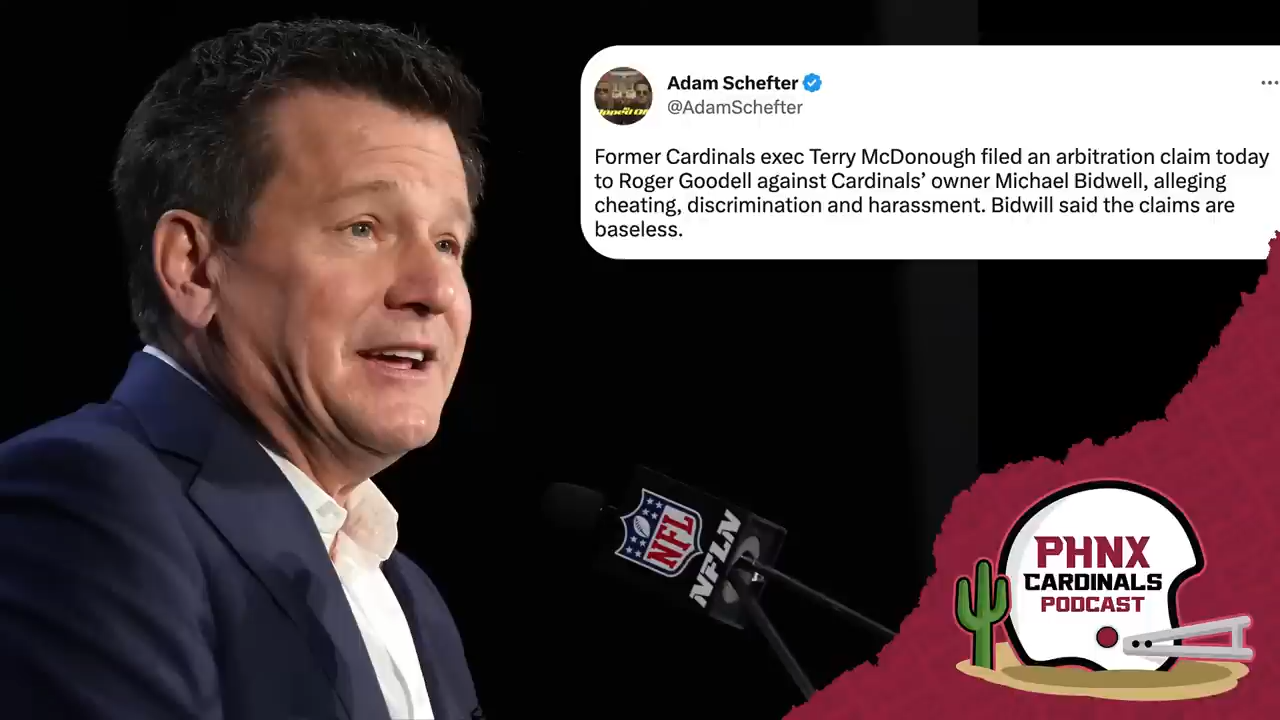 Adam Schefter
@AdamSchefter
Former Cardinals exec Terry McDonough filed an arbitration claim today
to Roger Goodell against Cardinals’ owner Michael Bidwell, alleging
cheating, discrimination and harassment. Bidwill said the claims are
baseless.
NFL
NFLN
PHNX
CARDINALS
PODCAST